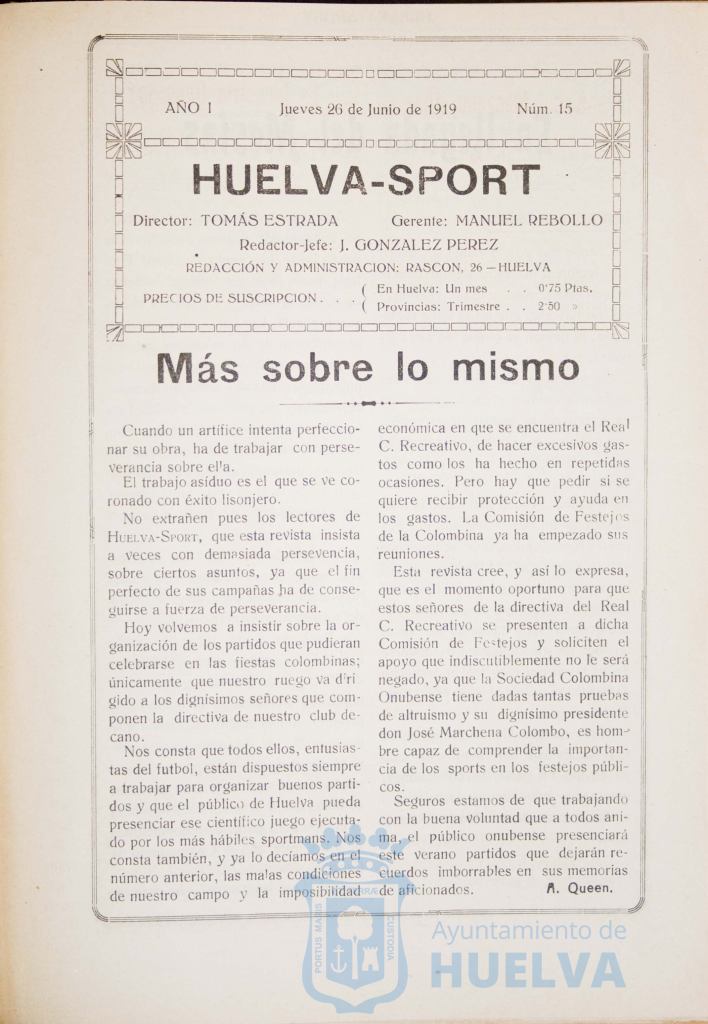 AÑO I Jueves 26 de Junio de 1919 Núm. 15
HUELVA-SPORT
Director: TOMÁS ESTRADA Gerente: MANUEL REBOLLO
Redactor-Jefe: J. GONZALEZ PEREZ
REDACCIÓN Y ADMINISTRACION: RASCON, 26 – HUELVA
PRECIOS DE SUSCRIPCION . . . ( En Huelva: Un mes . . 0'75 Ptas.
( Provincias: Trimestre . . 2'50 »
Más sobre lo mismo
Cuando un artífice intenta perfeccio-
nar su obra, ha de trabajar con perse-
verancia sobre ella.
El trabajo asíduo es el que se ve co-
ronado con éxito lisonjero.
No extrañen pues los lectores de
HUELVA-SPORT, que esta revista insista
a veces con demasiada persevencia,
sobre ciertos asuntos, ya que el fin
perfecto de sus campañas ha de conse-
guirse a fuerza de perseverancia.
Hoy volvemos a insistir sobre la or-
ganización de los partidos que pudieran
celebrarse en las fiestas colombinas;
únicamente que nuestro ruego va diri
gido a los dignísimos señores que com-
ponen la directiva de nuestro club de-
cano.
Nos consta que todos ellos, entusias-
tas del futbol, están dispuestos siempre
a trabajar para organizar buenos parti-
dos y que el público de Huelva pueda
presenciar ese científico juego ejecuta-
do por los más hábiles sportmans. Nos
consta también, y ya lo decíamos en el
número anterior, las malas condiciones
de nuestro campo y la imposibilidad
económica en que se encuentra el Real
C. Recreativo, de hacer excesivos gas-
tos como los ha hecho en repetidas
ocasiones. Pero hay que pedir si se
quiere recibir protección y ayuda en
los gastos. La Comisión de Festejos
de la Colombina ya ha empezado sus
reuniones.
Esta revista cree, y así lo expresa,
que es el momento oportuno para que
estos señores de la directiva del Real
C. Recreativo se presenten a dicha
Comisión de Festejos y soliciten el
apoyo que indiscutiblemente no le será
negado, ya que la Sociedad Colombina
Onubense tiene dadas tantas pruebas
de altruismo y su dignísimo presidente
don José Marchena Colombo, es hom-
bre capaz de comprender la importan-
cia de los sports en los festejos públi-
cos.
Seguros estamos de que trabajando
con la buena voluntad que a todos ani-
ma, el público onubense presenciará
este verano partidos que dejarán re-
cuerdos imborrables en sus memorias
de aficionados. A. Queen.
PORTUS MARIS ET TERRÆ CUSTODIA
Ayuntamiento de
HUELVA